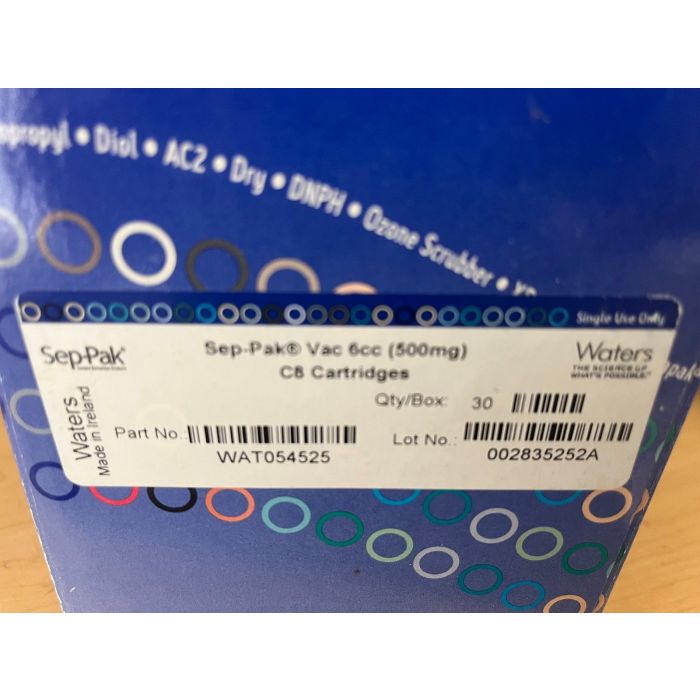 Diol • AC2 • Dry • DNPH • Ozone Scrubber •
Single Use Only
Sep-Pak®
Sep-Pak® Vac 6cc (500mg)
C8 Cartridges
Waters
THE SCIENCE OF
WHAT'S POSSIBLE.™
Qty/Box: 30
Waters
Made in Ireland
Part No.:
WAT054525
Lot No.:
002835252A